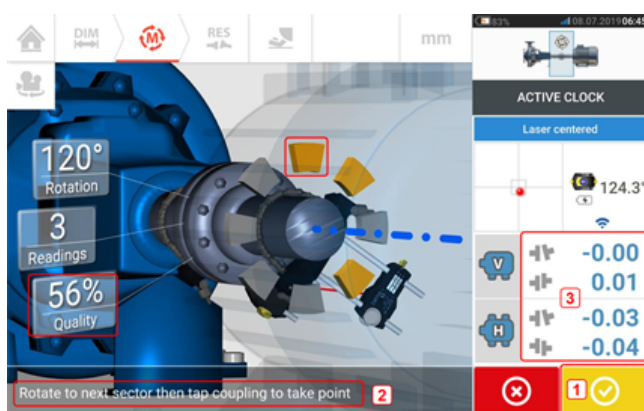 DIM
M
RES
mm
83%
08.07.2019 06:45
ACTIVE CLOCK
Laser centered
124.3°
120°
Rotation
3
Readings
56%
Quality
V
-0.00
0.01
3
H
-0.03
-0.04
Rotate to next sector then tap coupling to take point
2
1